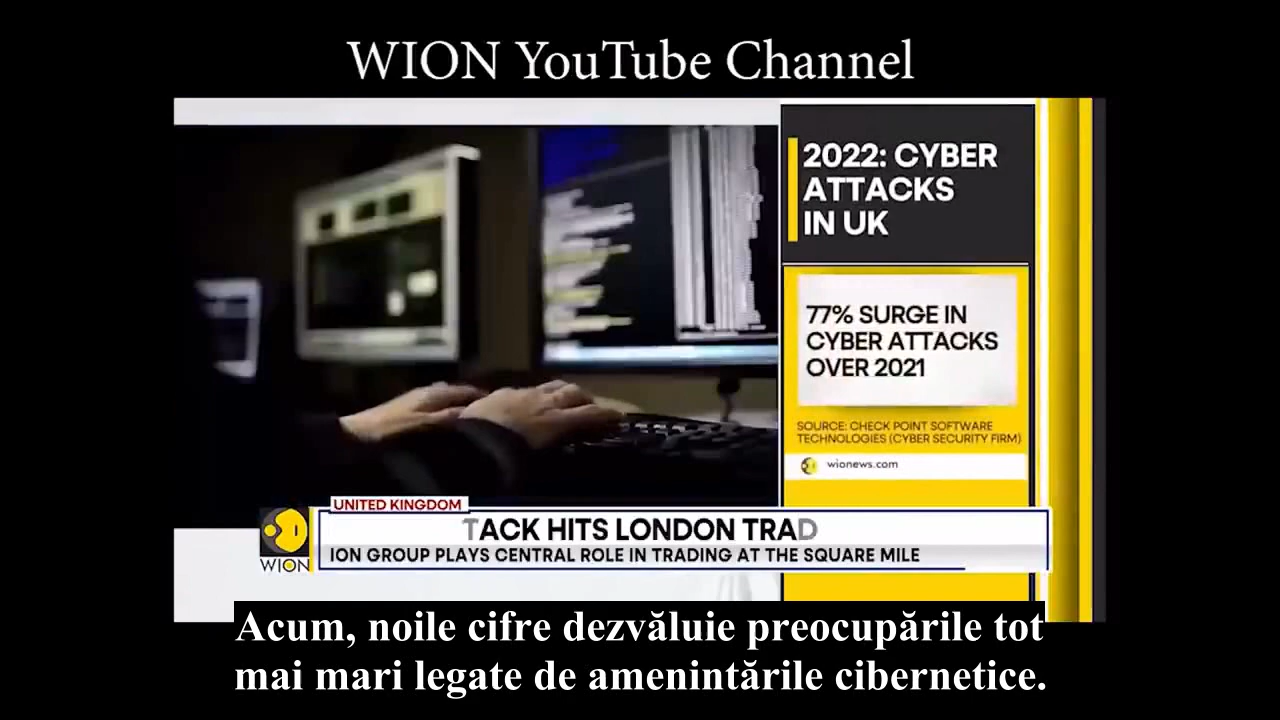 WION YouTube Channel
2022: CYBER
ATTACKS
IN UK
77% SURGE IN
CYBER ATTACKS
OVER 2021
SOURCE: CHECK POINT SOFTWARE
TECHNOLOGIES (CYBER SECURITY FIRM)
wionews.com
UNITED KINGDOM
TACK HITS LONDON TRAD
ION GROUP PLAYS CENTRAL ROLE IN TRADING AT THE SQUARE MILE
WION
Acum, noile cifre dezvăluie preocupările tot
mai mari legate de amenintările cibernetice.